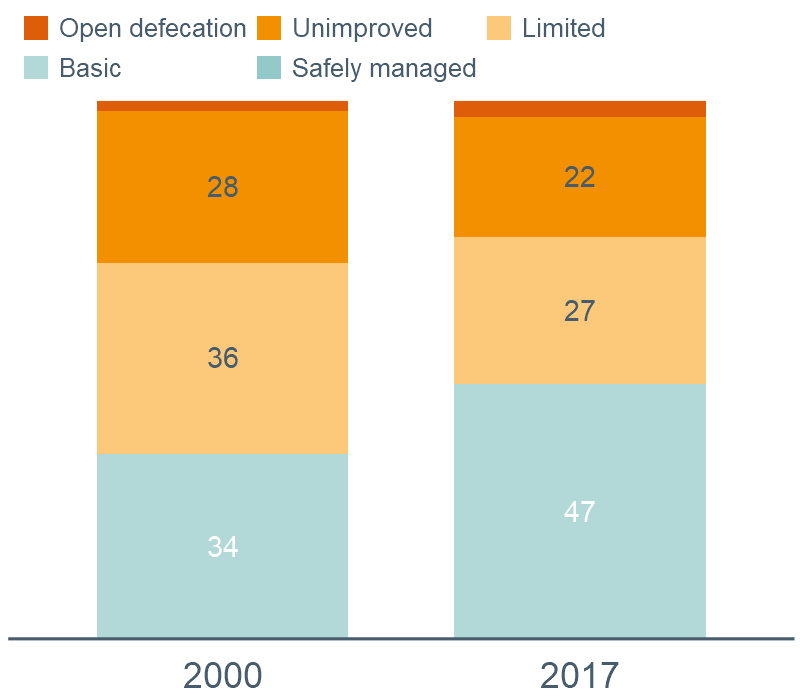 Open defecation Unimproved Limited
Basic Safely managed
28 22
36 27
34 47
2000 2017